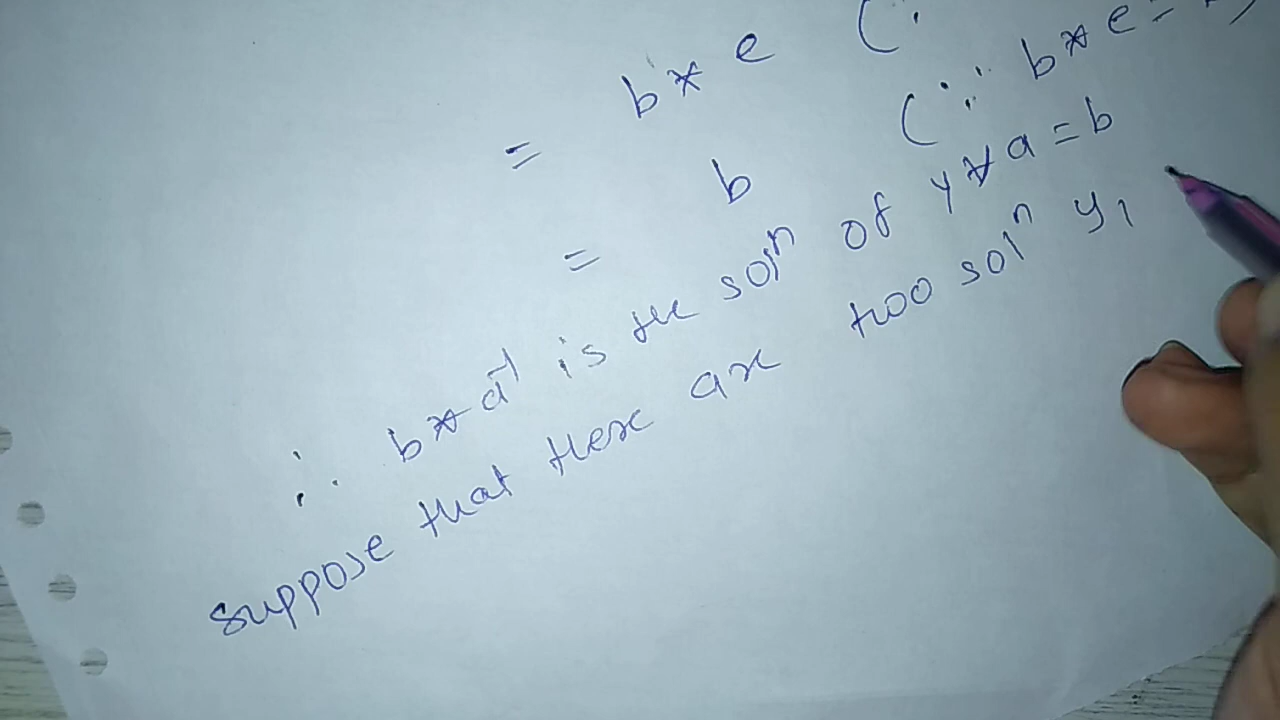 = b * e (∵
= b (∵ b * e =
∴ b * a⁻¹ is the solⁿ of y * a = b
suppose that there are two solⁿ y₁